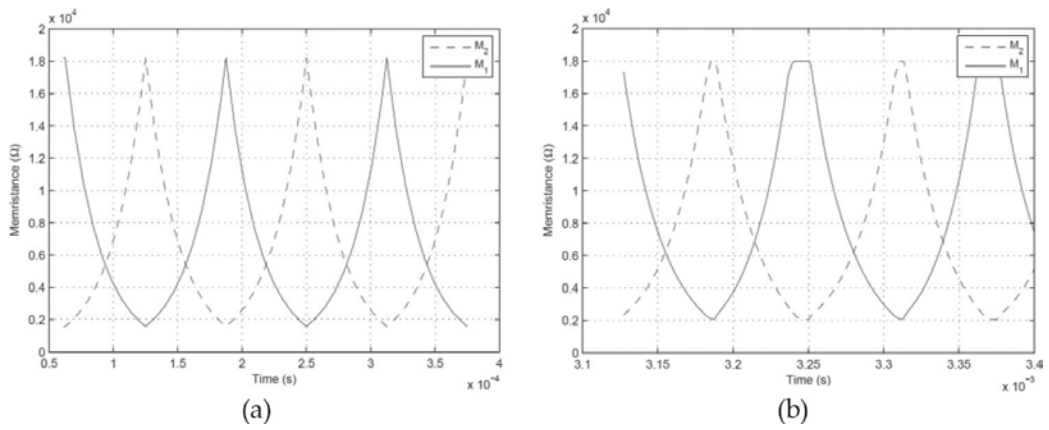 x 10⁴
2
1.8
1.6
1.4
1.2
1
0.8
0.6
0.4
0.2
0
Memristance (Ω)
M₂
M₁
0.5 1 1.5 2 2.5 3 3.5 4
Time (s)
x 10⁻⁴
(a)
x 10⁴
2
1.8
1.6
1.4
1.2
1
0.8
0.6
0.4
0.2
0
Memristance (Ω)
M₂
M₁
3.1 3.15 3.2 3.25 3.3 3.35 3.4
Time (s)
x 10⁻³
(b)